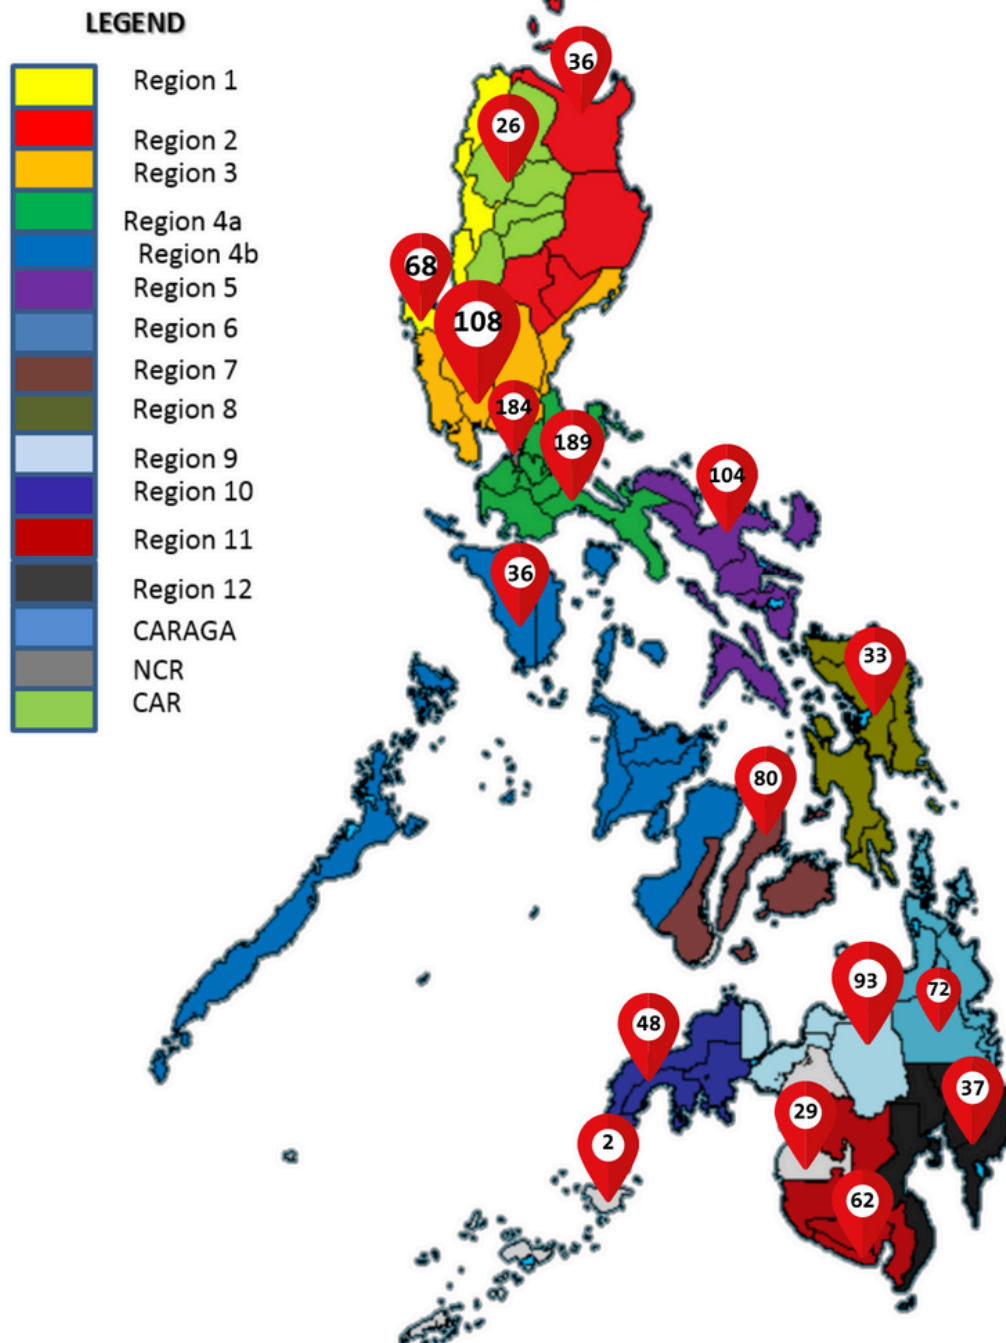 LEGEND
Region 1
Region 2
Region 3
Region 4a
Region 4b
Region 5
Region 6
Region 7
Region 8
Region 9
Region 10
Region 11
Region 12
CARAGA
NCR
CAR
36
26
68
108
184
189
104
36
33
80
93
72
48
37
29
2
62